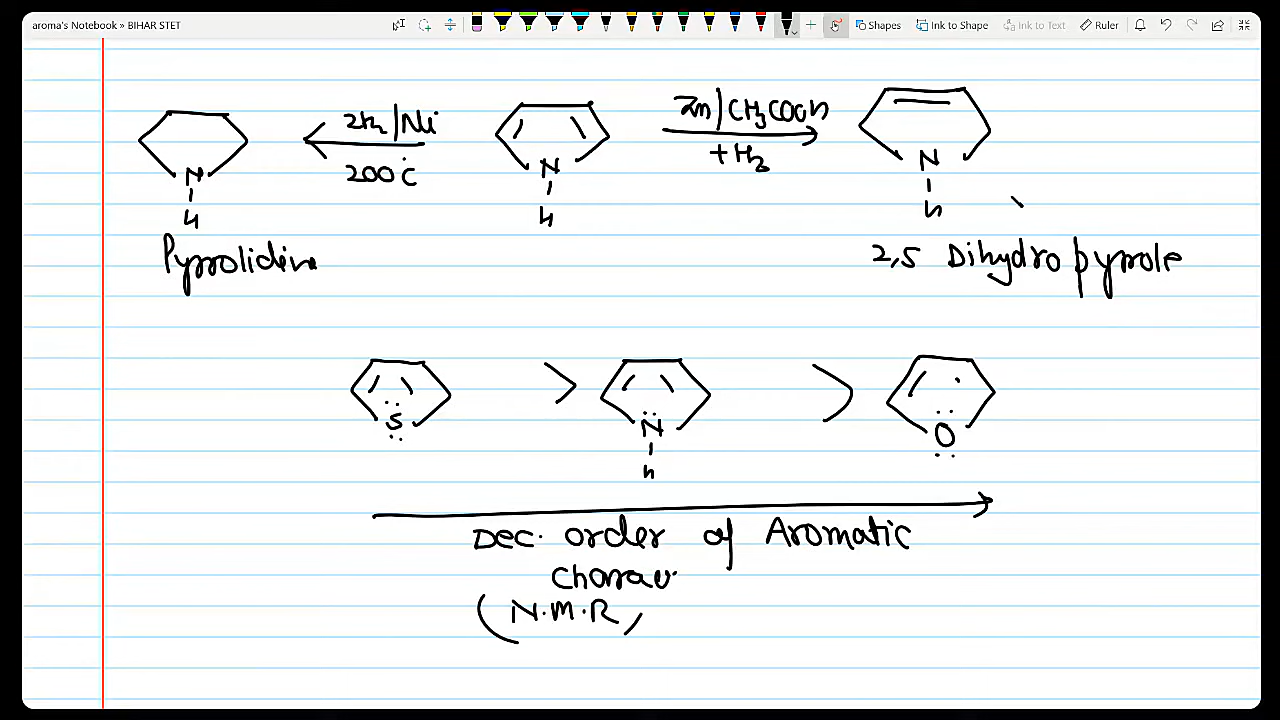 aroma's Notebook » BIHAR STET
Shapes Ink to Shape Ink to Text Ruler
2H₂/Ni
200°C
Zn/CH3COOH
+H2
N
H
N
H
N
H
Pyrrolidin
2,5 Dihydro pyrrole
S > N > O
H
Dec. order of Aromatic
Charac
(N.M.R,